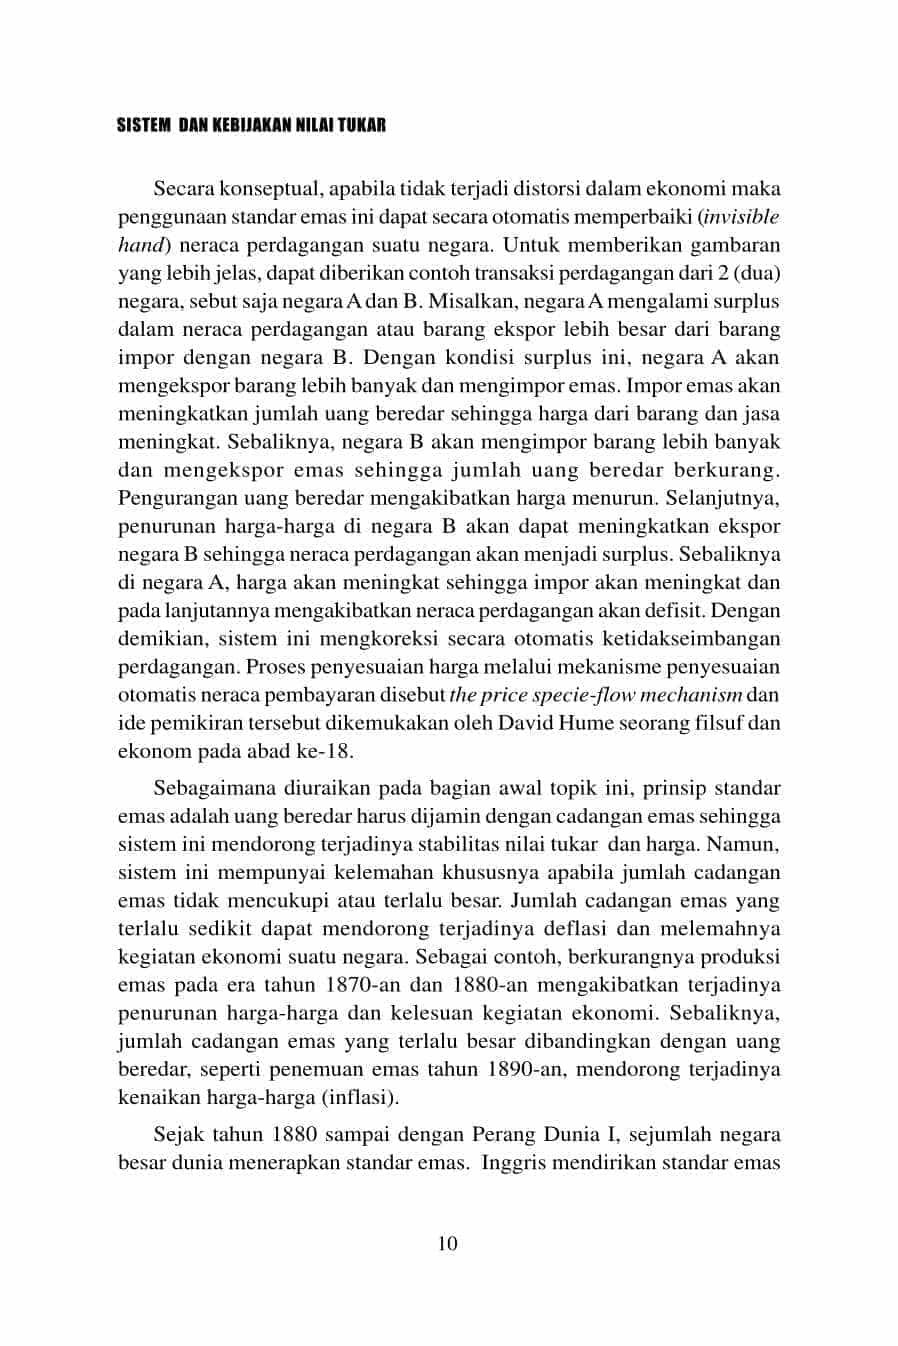 SISTEM DAN KEBIJAKAN NILAI TUKAR
Secara konseptual, apabila tidak terjadi distorsi dalam ekonomi maka
penggunaan standar emas ini dapat secara otomatis memperbaiki (invisible
hand) neraca perdagangan suatu negara. Untuk memberikan gambaran
yang lebih jelas, dapat diberikan contoh transaksi perdagangan dari 2 (dua)
negara, sebut saja negara A dan B. Misalkan, negara A mengalami surplus
dalam neraca perdagangan atau barang ekspor lebih besar dari barang
impor dengan negara B. Dengan kondisi surplus ini, negara A akan
mengekspor barang lebih banyak dan mengimpor emas. Impor emas akan
meningkatkan jumlah uang beredar sehingga harga dari barang dan jasa
meningkat. Sebaliknya, negara B akan mengimpor barang lebih banyak
dan mengekspor emas sehingga jumlah uang beredar berkurang.
Pengurangan uang beredar mengakibatkan harga menurun. Selanjutnya,
penurunan harga-harga di negara B akan dapat meningkatkan ekspor
negara B sehingga neraca perdagangan akan menjadi surplus. Sebaliknya
di negara A, harga akan meningkat sehingga impor akan meningkat dan
pada lanjutannya mengakibatkan neraca perdagangan akan defisit. Dengan
demikian, sistem ini mengkoreksi secara otomatis ketidakseimbangan
perdagangan. Proses penyesuaian harga melalui mekanisme penyesuaian
otomatis neraca pembayaran disebut the price specie-flow mechanism dan
ide pemikiran tersebut dikemukakan oleh David Hume seorang filsuf dan
ekonom pada abad ke-18.
Sebagaimana diuraikan pada bagian awal topik ini, prinsip standar
emas adalah uang beredar harus dijamin dengan cadangan emas sehingga
sistem ini mendorong terjadinya stabilitas nilai tukar dan harga. Namun,
sistem ini mempunyai kelemahan khususnya apabila jumlah cadangan
emas tidak mencukupi atau terlalu besar. Jumlah cadangan emas yang
terlalu sedikit dapat mendorong terjadinya deflasi dan melemahnya
kegiatan ekonomi suatu negara. Sebagai contoh, berkurangnya produksi
emas pada era tahun 1870-an dan 1880-an mengakibatkan terjadinya
penurunan harga-harga dan kelesuan kegiatan ekonomi. Sebaliknya,
jumlah cadangan emas yang terlalu besar dibandingkan dengan uang
beredar, seperti penemuan emas tahun 1890-an, mendorong terjadinya
kenaikan harga-harga (inflasi).
Sejak tahun 1880 sampai dengan Perang Dunia I, sejumlah negara
besar dunia menerapkan standar emas. Inggris mendirikan standar emas
10